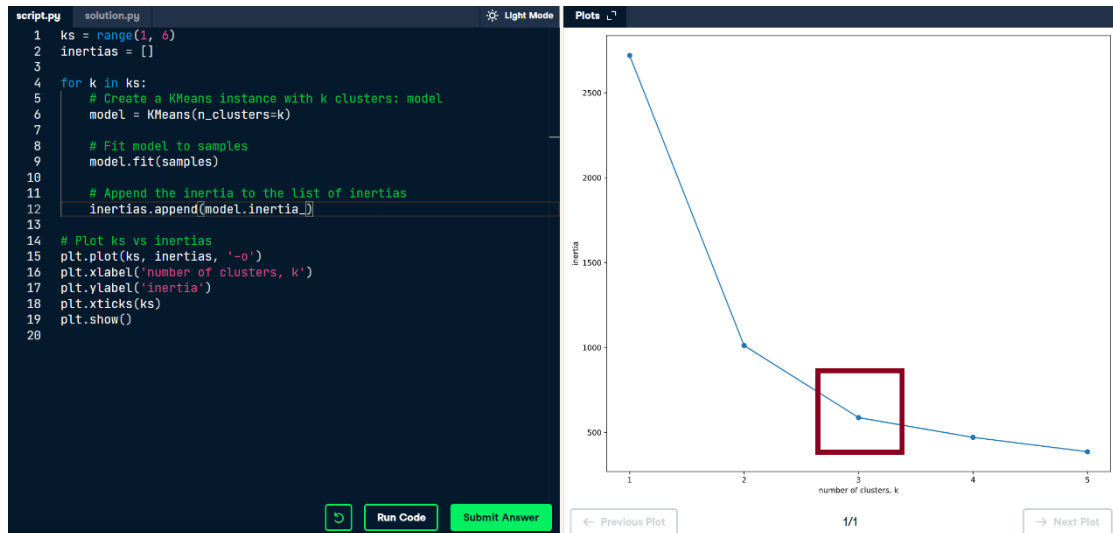 script.py
solution.py
Light Mode
1 ks = range(1, 6)
2 inertias = []
3
4 for k in ks:
5     # Create a KMeans instance with k clusters: model
6     model = KMeans(n_clusters=k)
7
8     # Fit model to samples
9     model.fit(samples)
10
11     # Append the inertia to the list of inertias
12     inertias.append(model.inertia_)
13
14 # Plot ks vs inertias
15 plt.plot(ks, inertias, '-o')
16 plt.xlabel('number of clusters, k')
17 plt.ylabel('inertia')
18 plt.xticks(ks)
19 plt.show()
20
Run Code
Submit Answer
Plots
2500
2000
1500
1000
500
inertia
1 2 3 4 5
number of clusters, k
← Previous Plot
1/1
→ Next Plot